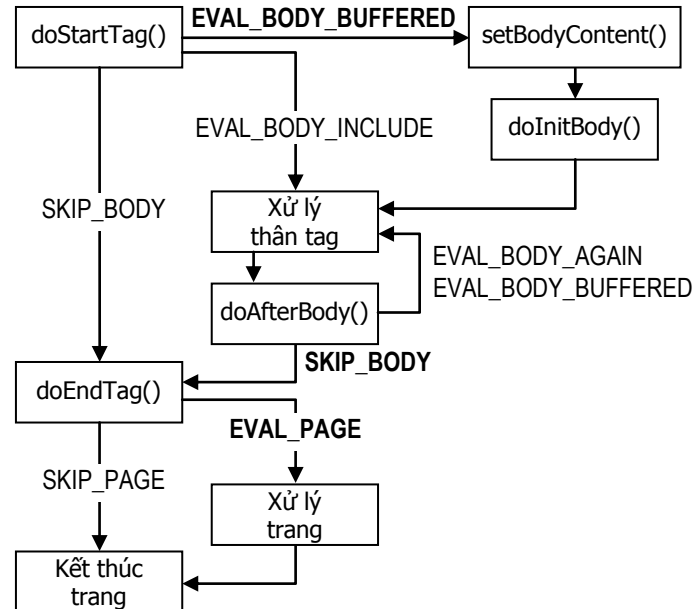 EVAL_BODY_BUFFERED
doStartTag()
setBodyContent()
EVAL_BODY_INCLUDE
doInitBody()
SKIP_BODY
Xử lý
thân tag
EVAL_BODY_AGAIN
EVAL_BODY_BUFFERED
doAfterBody()
SKIP_BODY
doEndTag()
EVAL_PAGE
SKIP_PAGE
Xử lý
trang
Kết thúc
trang